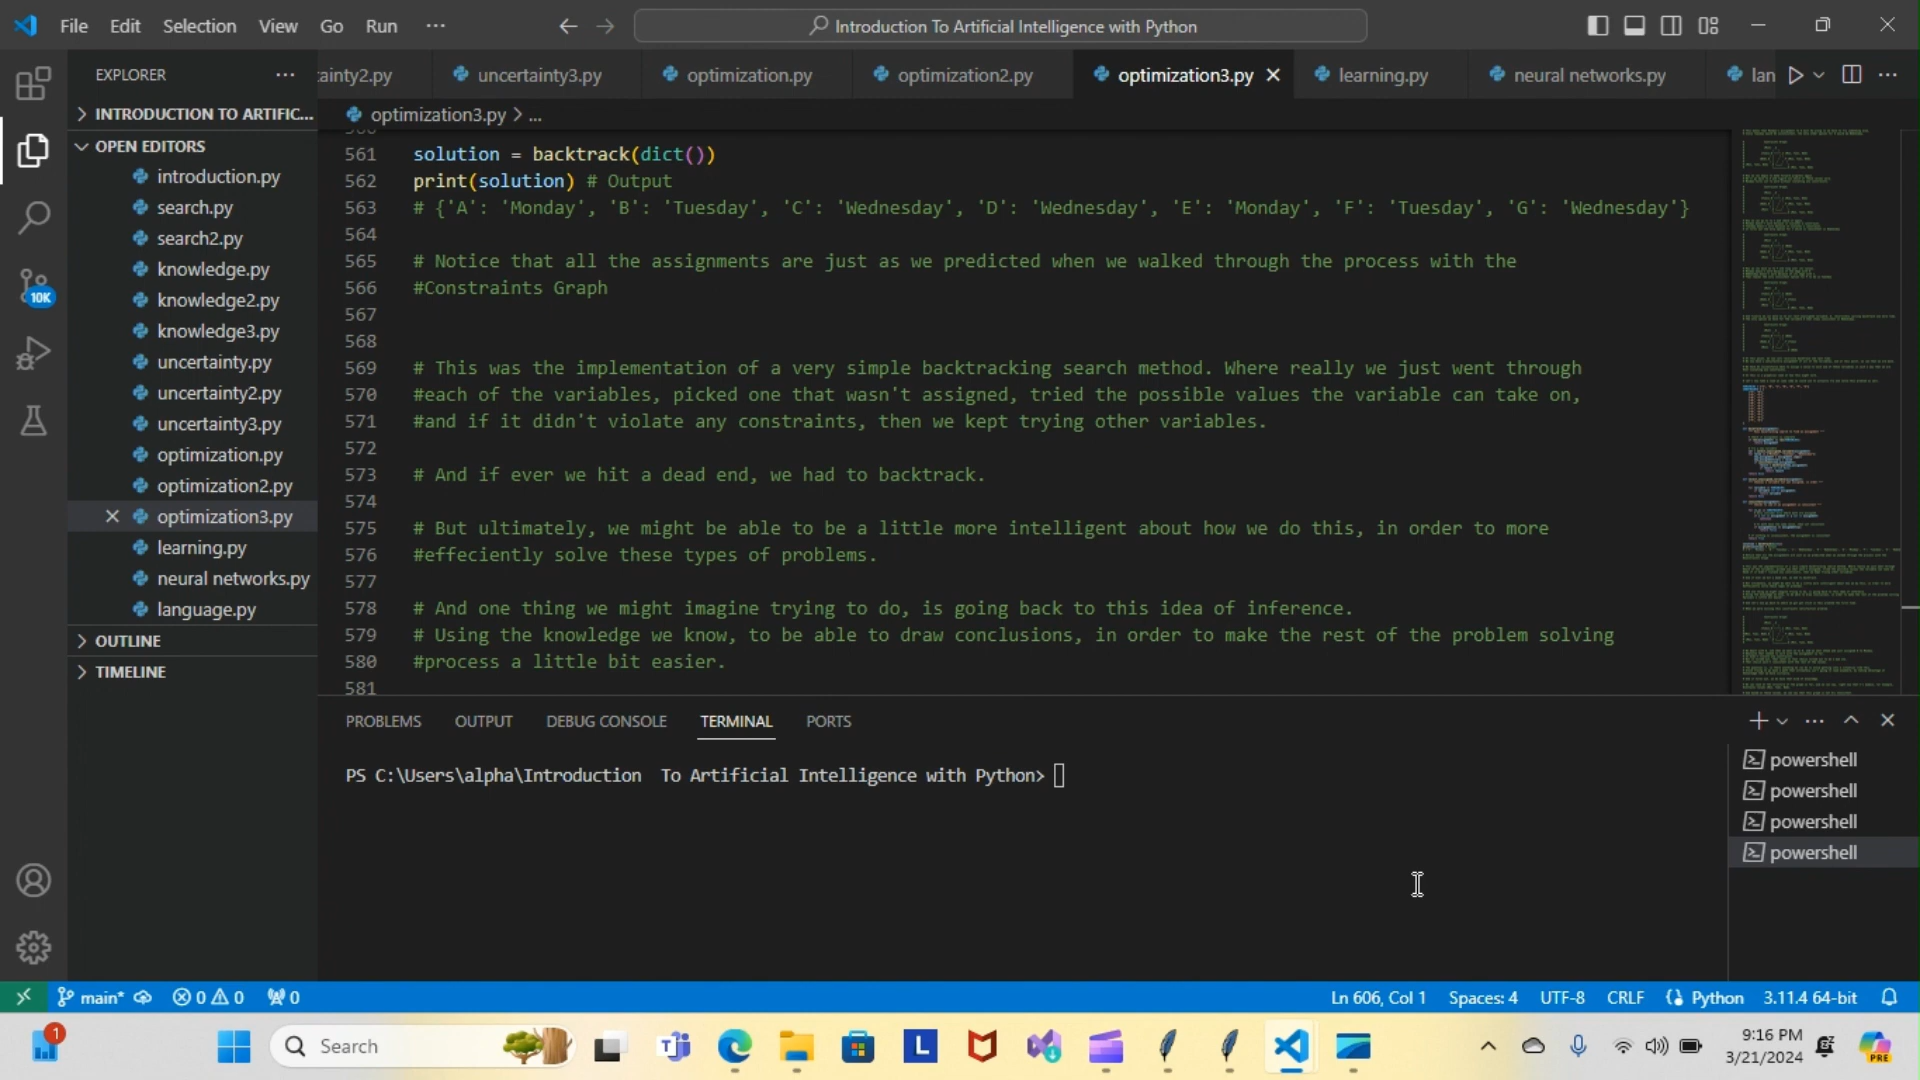 File Edit Selection View Go Run ···
Introduction To Artificial Intelligence with Python
EXPLORER ···
INTRODUCTION TO ARTIFIC...
OPEN EDITORS
introduction.py
search.py
search2.py
knowledge.py
knowledge2.py
knowledge3.py
uncertainty.py
uncertainty2.py
uncertainty3.py
optimization.py
optimization2.py
optimization3.py
learning.py
neural networks.py
language.py
OUTLINE
TIMELINE
10K
tainty2.py uncertainty3.py optimization.py optimization2.py optimization3.py learning.py neural networks.py lan
optimization3.py > ...
561 solution = backtrack(dict())
562 print(solution) # Output
563 # {'A': 'Monday', 'B': 'Tuesday', 'C': 'Wednesday', 'D': 'Wednesday', 'E': 'Monday', 'F': 'Tuesday', 'G': 'Wednesday'}
564
565 # Notice that all the assignments are just as we predicted when we walked through the process with the
566 #Constraints Graph
567
568
569 # This was the implementation of a very simple backtracking search method. Where really we just went through
570 #each of the variables, picked one that wasn't assigned, tried the possible values the variable can take on,
571 #and if it didn't violate any constraints, then we kept trying other variables.
572
573 # And if ever we hit a dead end, we had to backtrack.
574
575 # But ultimately, we might be able to be a little more intelligent about how we do this, in order to more
576 #effeciently solve these types of problems.
577
578 # And one thing we might imagine trying to do, is going back to this idea of inference.
579 # Using the knowledge we know, to be able to draw conclusions, in order to make the rest of the problem solving
580 #process a little bit easier.
581
PROBLEMS OUTPUT DEBUG CONSOLE TERMINAL PORTS
PS C:\Users\alpha\Introduction  To Artificial Intelligence with Python>
powershell
powershell
powershell
powershell
main* 0 0 0 Ln 606, Col 1 Spaces: 4 UTF-8 CRLF Python 3.11.4 64-bit
1
Search
L
PRE
9:16 PM
3/21/2024